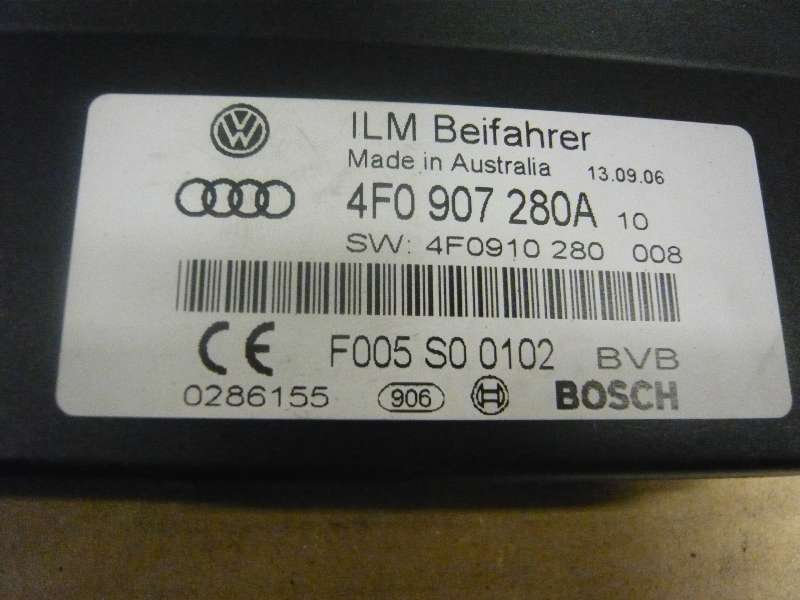 ILM Beifahrer
Made in Australia 13.09.06
4F0 907 280A 10
SW: 4F0910 280 008
CE F005 S0 0102 BVB
0286155 906 BOSCH